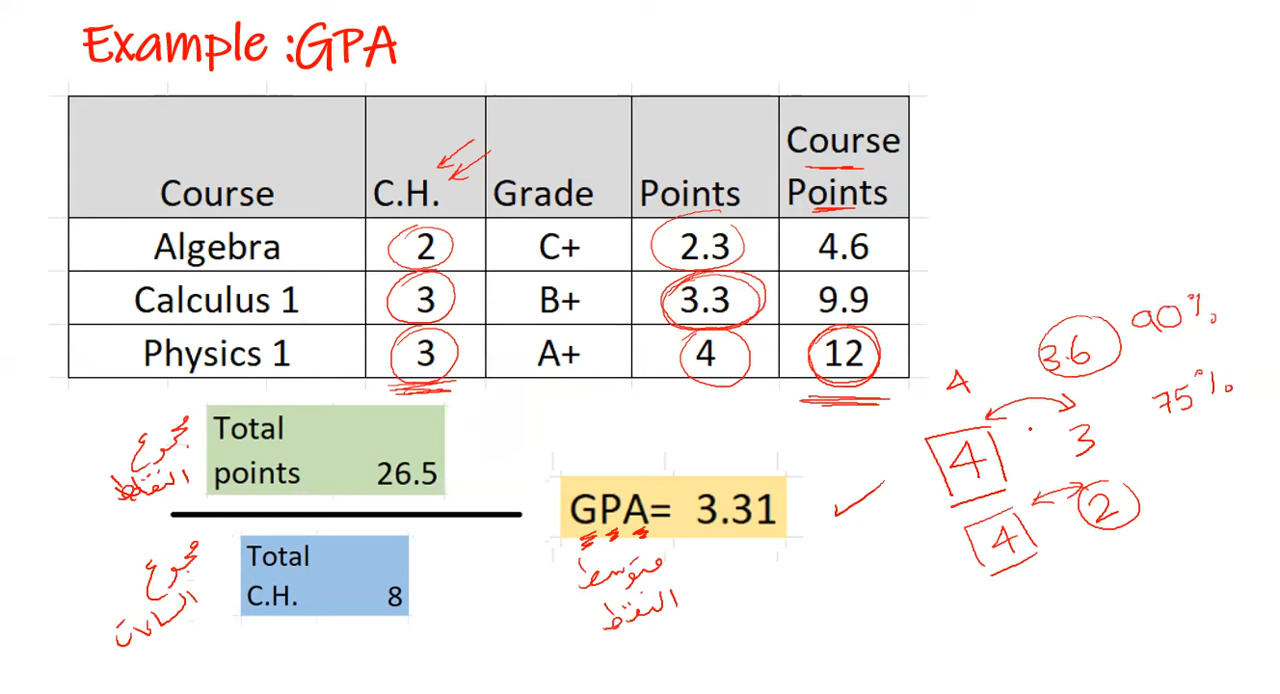 Example :GPA
Course C.H. Grade Points Course Points
Algebra 2 C+ 2.3 4.6
Calculus 1 3 B+ 3.3 9.9
Physics 1 3 A+ 4 12
Total
points 26.5
مجموع
النقاط
Total
C.H. 8
مجموع
الساعات
GPA= 3.31
متوسط
النقاط
3.6 90%
4 75%
4 3
4 2